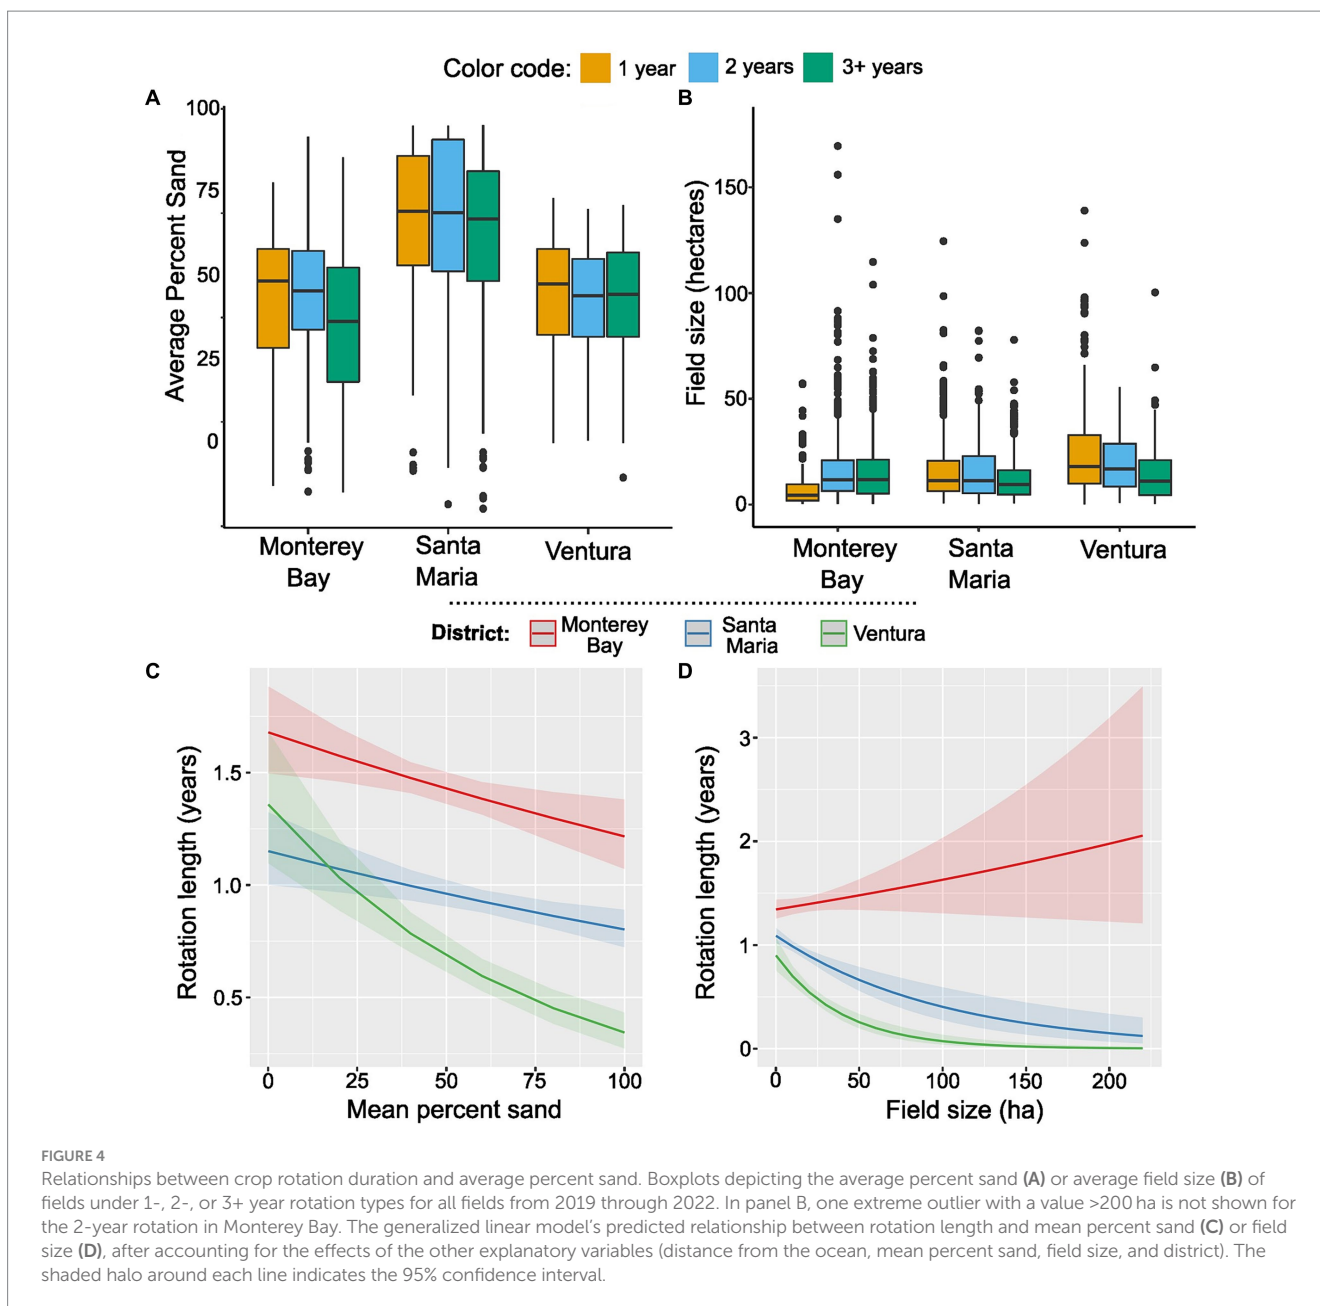 Color code: 1 year 2 years 3+ years
A
100
75
50
25
0
Average Percent Sand
Monterey Bay
Santa Maria
Ventura
B
150
100
50
0
Field size (hectares)
Monterey Bay
Santa Maria
Ventura
District: Monterey Bay Santa Maria Ventura
C
1.5
1.0
0.5
Rotation length (years)
0 25 50 75 100
Mean percent sand
D
3
2
1
0
Rotation length (years)
0 50 100 150 200
Field size (ha)
FIGURE 4
Relationships between crop rotation duration and average percent sand. Boxplots depicting the average percent sand (A) or average field size (B) of
fields under 1-, 2-, or 3+ year rotation types for all fields from 2019 through 2022. In panel B, one extreme outlier with a value >200 ha is not shown for
the 2-year rotation in Monterey Bay. The generalized linear model's predicted relationship between rotation length and mean percent sand (C) or field
size (D), after accounting for the effects of the other explanatory variables (distance from the ocean, mean percent sand, field size, and district). The
shaded halo around each line indicates the 95% confidence interval.